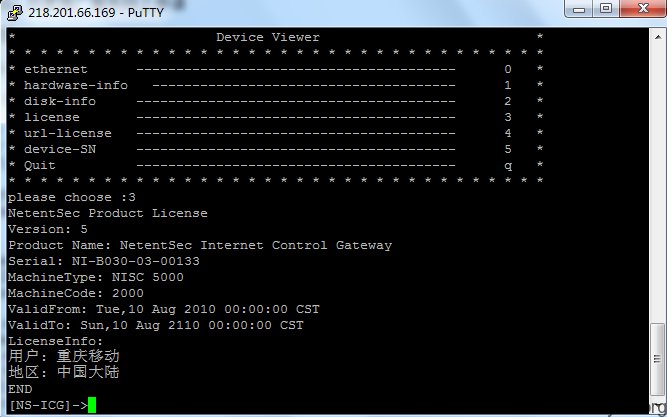 218.201.66.169 - PuTTY
* Device Viewer *
* * * * * * * * * * * * * * * * * * * * * * * * * * * * * * * * * *
* ethernet ---------------------------------------- 0 *
* hardware-info -------------------------------------- 1 *
* disk-info ---------------------------------------- 2 *
* license ---------------------------------------- 3 *
* url-license ---------------------------------------- 4 *
* device-SN ---------------------------------------- 5 *
* Quit ---------------------------------------- q *
* * * * * * * * * * * * * * * * * * * * * * * * * * * * * * * * * *
please choose :3
NetentSec Product License
Version: 5
Product Name: NetentSec Internet Control Gateway
Serial: NI-B030-03-00133
MachineType: NISC 5000
MachineCode: 2000
ValidFrom: Tue,10 Aug 2010 00:00:00 CST
ValidTo: Sun,10 Aug 2110 00:00:00 CST
LicenseInfo:
用户: 重庆移动
地区: 中国大陆
END
[NS-ICG]->